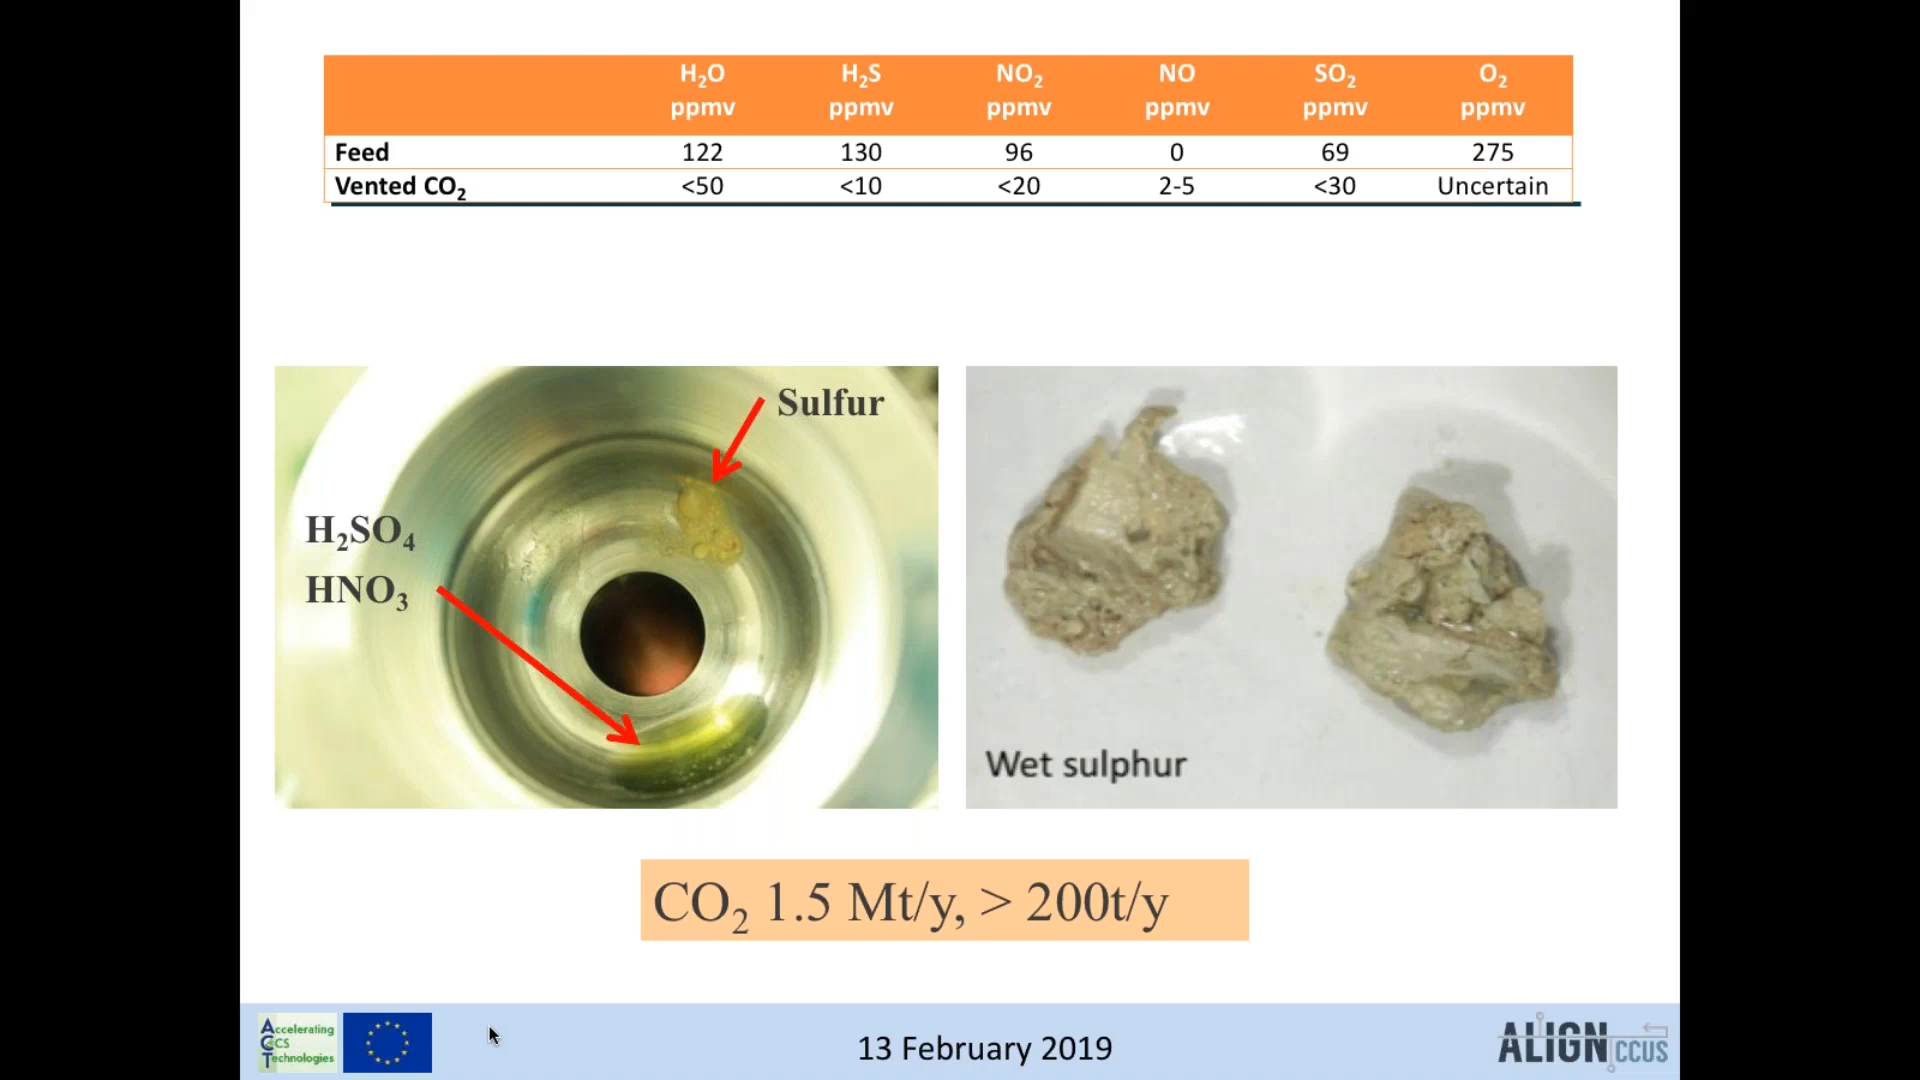 H₂O H₂S NO₂ NO SO₂ O₂
ppmv ppmv ppmv ppmv ppmv ppmv
Feed 122 130 96 0 69 275
Vented CO₂ <50 <10 <20 2-5 <30 Uncertain
Sulfur
H₂SO₄
HNO₃
Wet sulphur
CO₂ 1.5 Mt/y, > 200t/y
Accelerating
CS
Technologies
13 February 2019
ALIGN CCUS